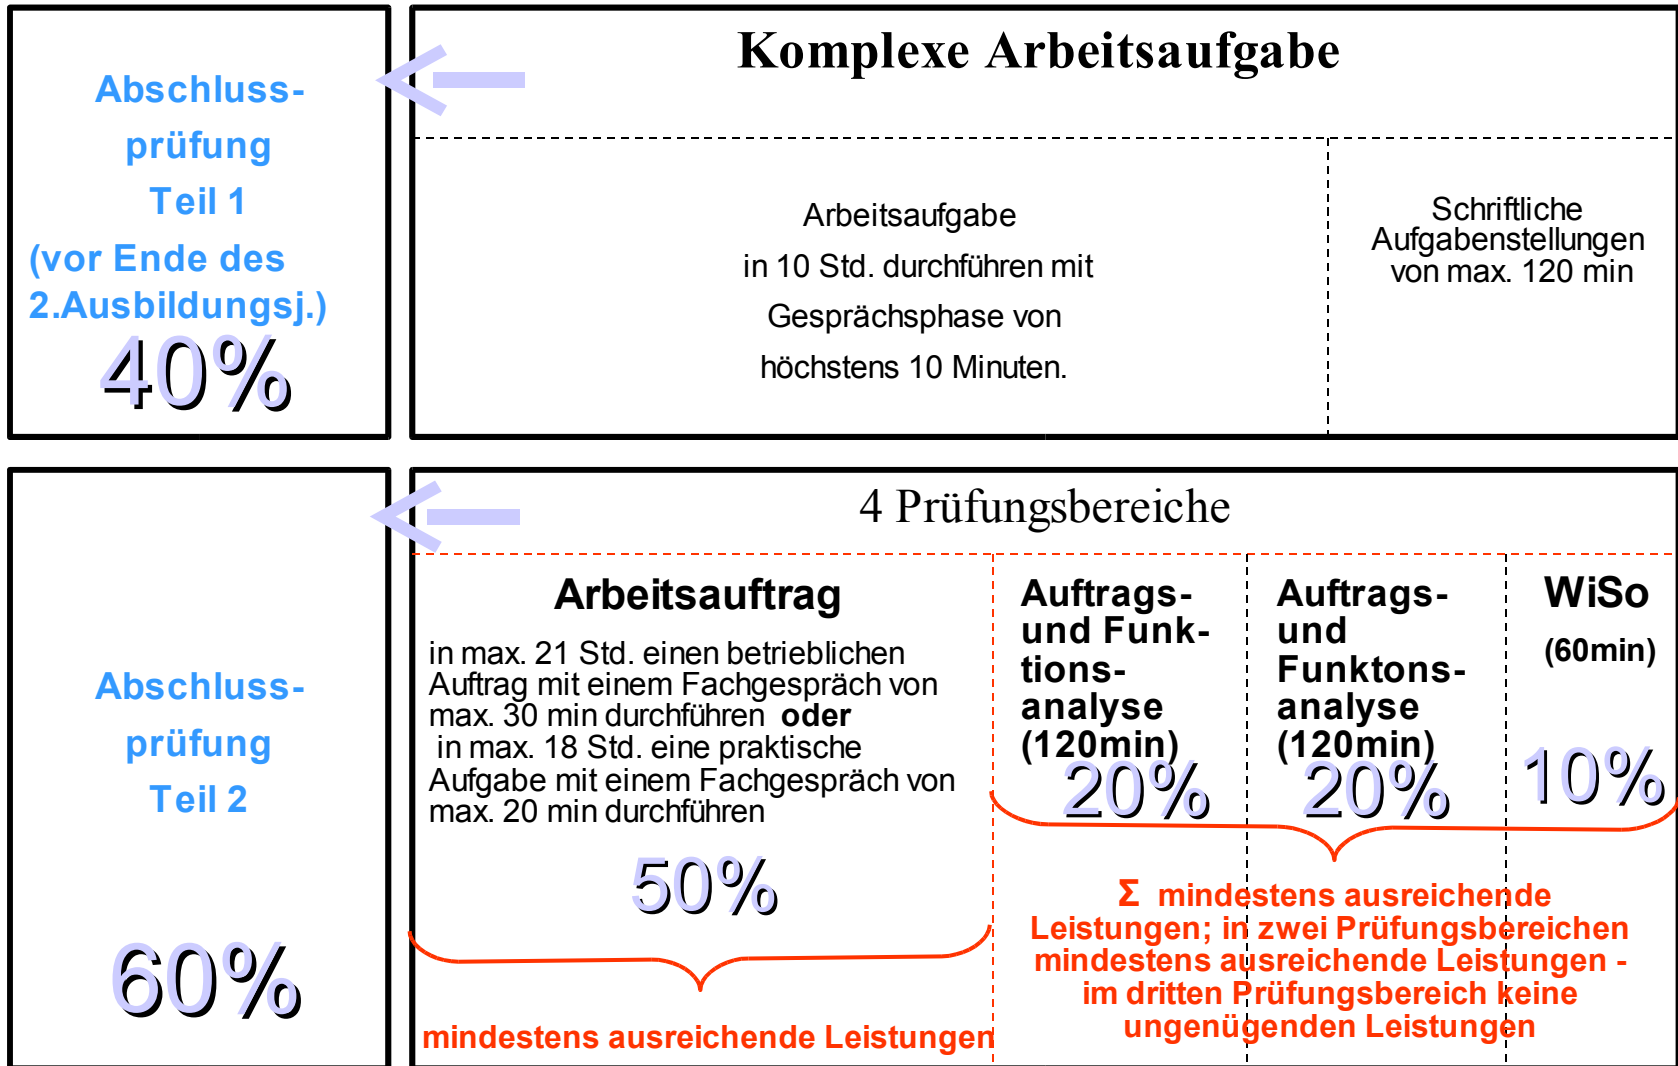 Abschluss-
prüfung
Teil 1
(vor Ende des
2.Ausbildungsj.)
40%
Komplexe Arbeitsaufgabe
Arbeitsaufgabe
in 10 Std. durchführen mit
Gesprächsphase von
höchstens 10 Minuten.
Schriftliche
Aufgabenstellungen
von max. 120 min
Abschluss-
prüfung
Teil 2
60%
4 Prüfungsbereiche
Arbeitsauftrag
in max. 21 Std. einen betrieblichen
Auftrag mit einem Fachgespräch von
max. 30 min durchführen oder
in max. 18 Std. eine praktische
Aufgabe mit einem Fachgespräch von
max. 20 min durchführen
50%
mindestens ausreichende Leistungen
Auftrags-
und Funk-
tions-
analyse
(120min)
20%
Auftrags-
und
Funktons-
analyse
(120min)
20%
WiSo
(60min)
10%
Σ mindestens ausreichende
Leistungen; in zwei Prüfungsbereichen
mindestens ausreichende Leistungen -
im dritten Prüfungsbereich keine
ungenügenden Leistungen